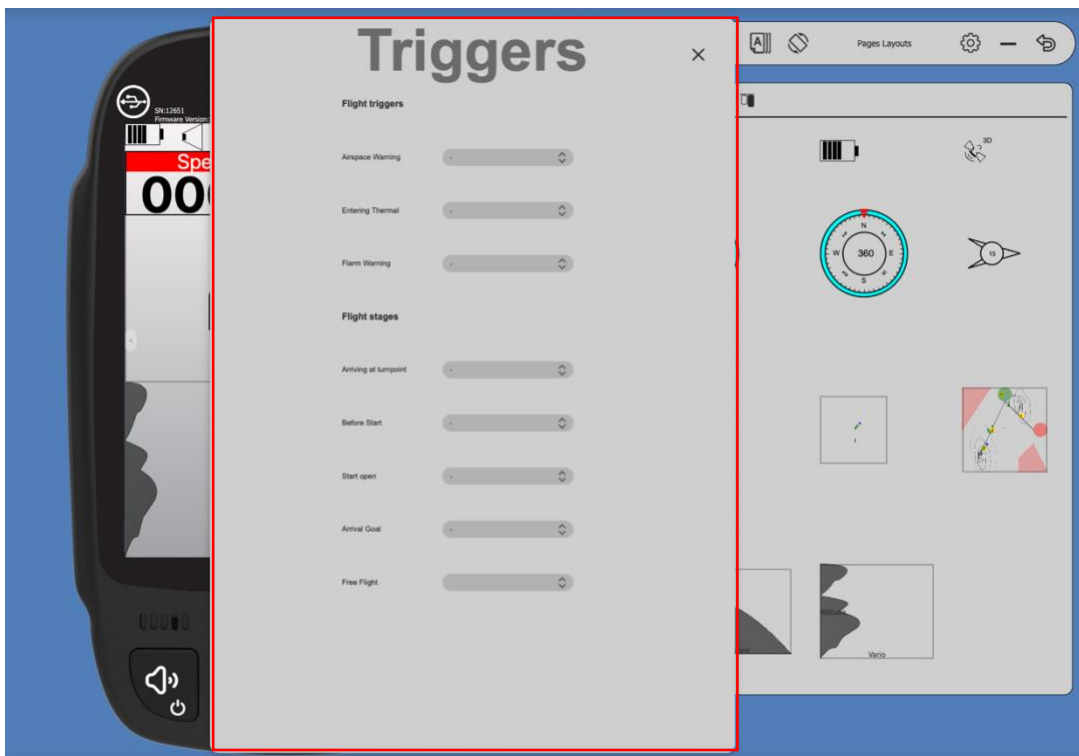 Triggers
Flight triggers
Airspace Warning -
Entering Thermal -
Flarm Warning -
Flight stages
Arriving at turnpoint -
Before Start -
Start open -
Arrival Goal -
Free Flight
SN:12651
Firmware Version:
Spe
00
Pages Layouts
A
3D
N
W 360 E
S
15
Altitude
Vario